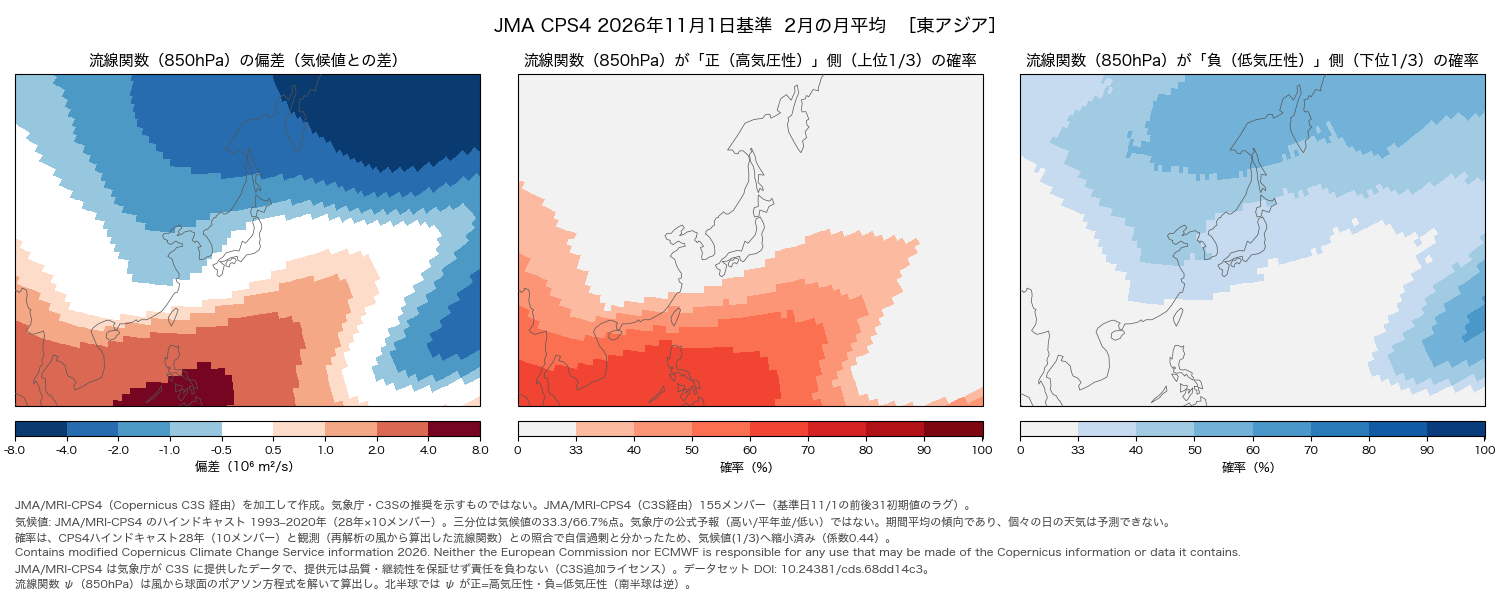 JMA CPS4 2026年11月1日基準 2月の月平均 ［東アジア］
流線関数（850hPa）の偏差（気候値との差）
流線関数（850hPa）が「正（高気圧性）」側（上位1/3）の確率
流線関数（850hPa）が「負（低気圧性）」側（下位1/3）の確率
-8.0 -4.0 -2.0 -1.0 -0.5 0.5 1.0 2.0 4.0 8.0
偏差（10⁶ m²/s）
0 33 40 50 60 70 80 90 100
確率（%）
0 33 40 50 60 70 80 90 100
確率（%）
JMA/MRI-CPS4（Copernicus C3S 経由）を加工して作成。気象庁・C3Sの推奨を示すものではない。JMA/MRI-CPS4（C3S経由）155メンバー（基準日11/1の前後31初期値のラグ）。
気候値: JMA/MRI-CPS4 のハインドキャスト 1993–2020年（28年×10メンバー）。三分位は気候値の33.3/66.7%点。気象庁の公式予報（高い/平年並/低い）ではない。期間平均の傾向であり、個々の日の天気は予測できない。
確率は、CPS4ハインドキャスト28年（10メンバー）と観測（再解析の風から算出した流線関数）との照合で自信過剰と分かったため、気候値(1/3)へ縮小済み（係数0.44）。
Contains modified Copernicus Climate Change Service information 2026. Neither the European Commission nor ECMWF is responsible for any use that may be made of the Copernicus information or data it contains.
JMA/MRI-CPS4 は気象庁が C3S に提供したデータで、提供元は品質・継続性を保証せず責任を負わない（C3S追加ライセンス）。データセット DOI: 10.24381/cds.68dd14c3。
流線関数 ψ（850hPa）は風から球面のポアソン方程式を解いて算出し。北半球では ψ が正=高気圧性・負=低気圧性（南半球は逆）。